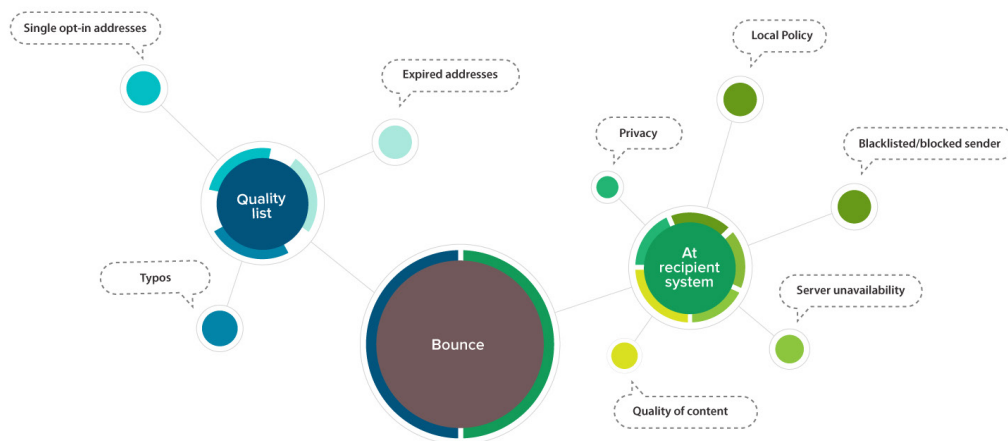 Single opt-in addresses
Local Policy
Expired addresses
Privacy
Blacklisted/blocked sender
Quality
list
At
recipient
system
Typos
Server unavailability
Bounce
Quality of content